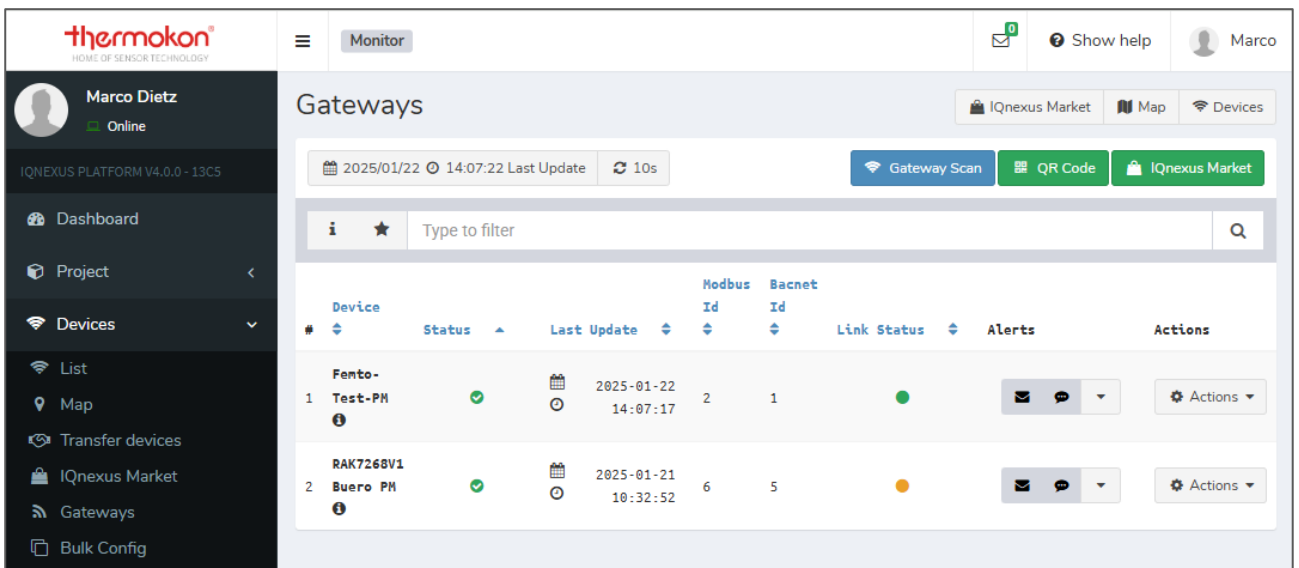 thermokon®
HOME OF SENSOR TECHNOLOGY
Monitor
0
Show help
Marco
Marco Dietz
Online
IQNEXUS PLATFORM V4.0.0 - 13C5
Dashboard
Project
Devices
List
Map
Transfer devices
IQnexus Market
Gateways
Bulk Config
Gateways
IQnexus Market
Map
Devices
2025/01/22 14:07:22 Last Update
10s
Gateway Scan
QR Code
IQnexus Market
Type to filter
# Device Status Last Update Modbus Id Bacnet Id Link Status Alerts Actions
1 Femto-Test-PM 2025-01-22 14:07:17 2 1 Actions
2 RAK7268V1 Buero PM 2025-01-21 10:32:52 6 5 Actions